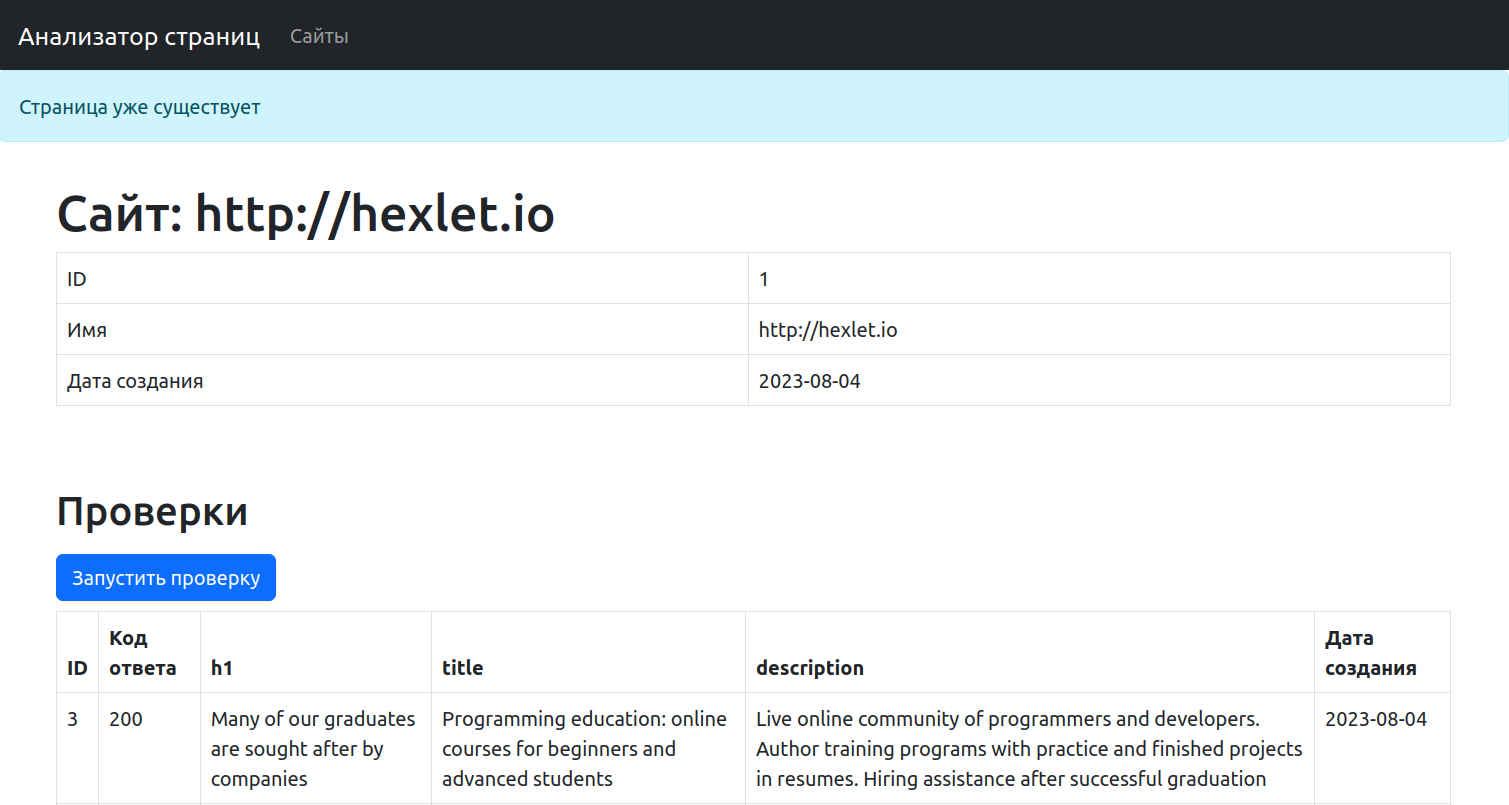 Анализатор страниц Сайты
Страница уже существует
Сайт: http://hexlet.io
ID 1
Имя http://hexlet.io
Дата создания 2023-08-04
Проверки
Запустить проверку
ID Код ответа h1 title description Дата создания
3 200 Many of our graduates are sought after by companies Programming education: online courses for beginners and advanced students Live online community of programmers and developers. Author training programs with practice and finished projects in resumes. Hiring assistance after successful graduation 2023-08-04